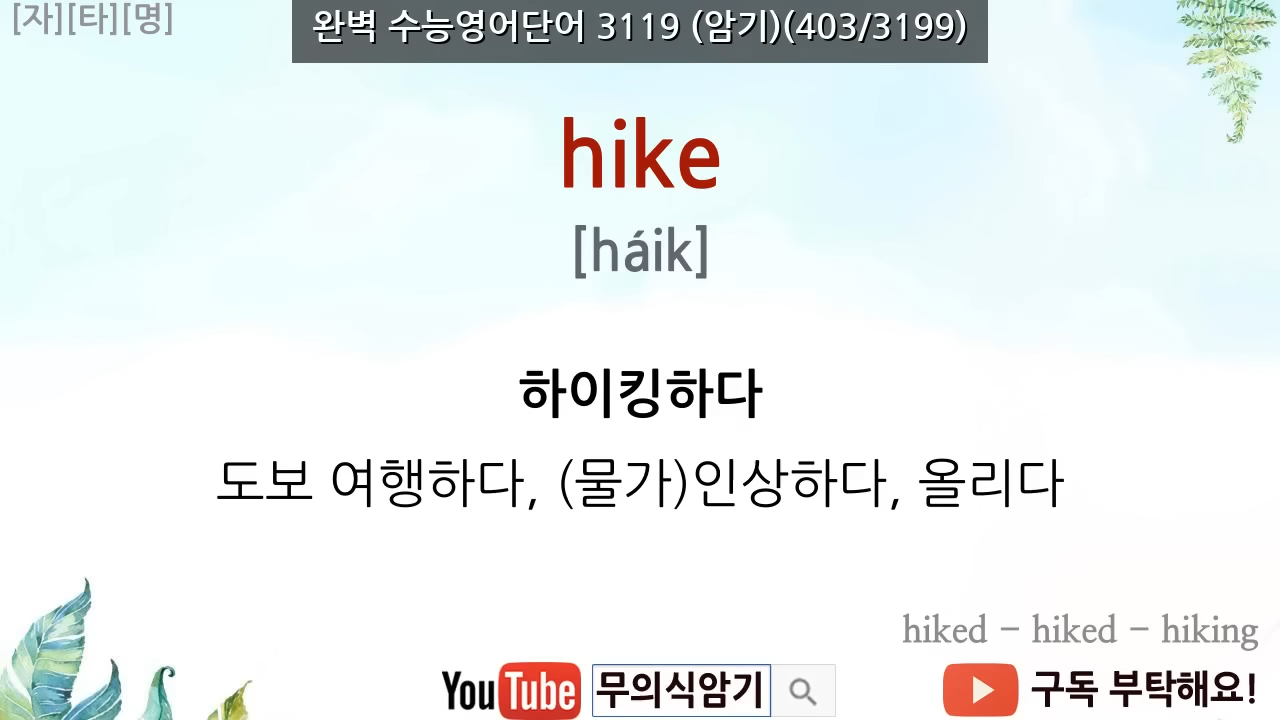 [자][타][명]
완벽 수능영어단어 3119 (암기)(403/3199)
hike
[háik]
하이킹하다
도보 여행하다, (물가)인상하다, 올리다
hiked - hiked - hiking
YouTube 무의식암기
구독 부탁해요!